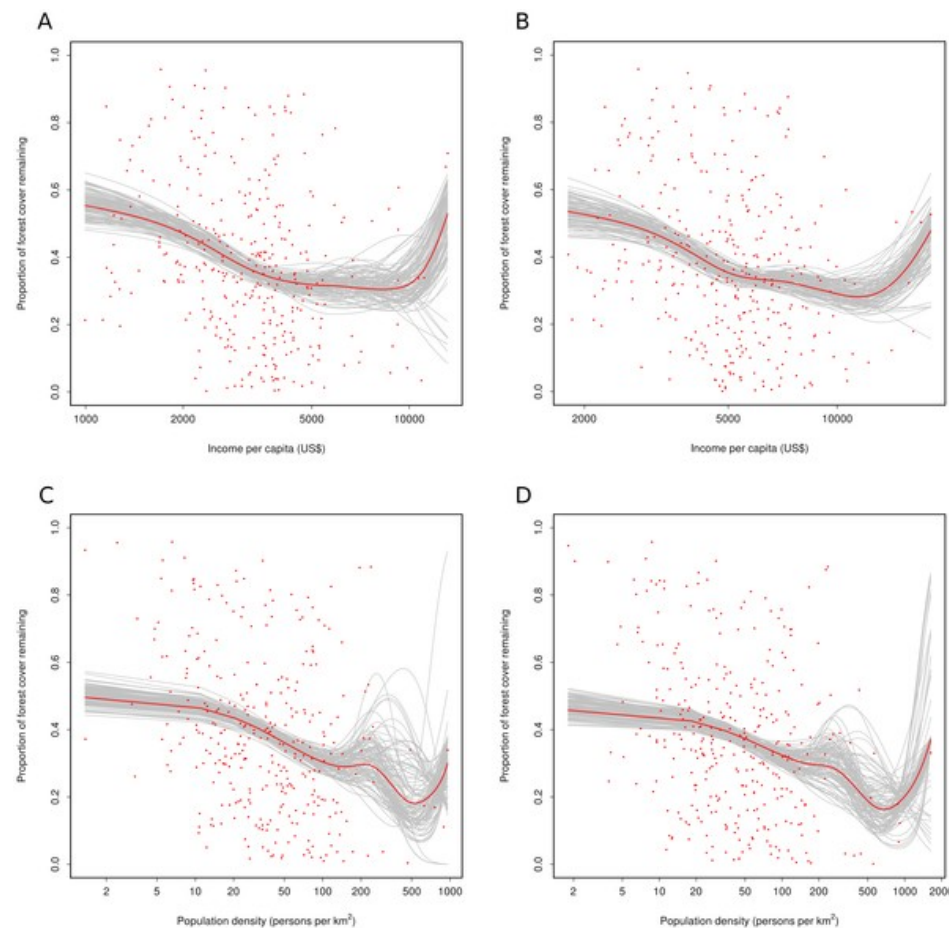 A
B
Proportion of forest cover remaining
1.0
0.8
0.6
0.4
0.2
0.0
1000 2000 5000 10000
Income per capita (US$)
Proportion of forest cover remaining
1.0
0.8
0.6
0.4
0.2
0.0
2000 5000 10000
Income per capita (US$)
C
D
Proportion of forest cover remaining
1.0
0.8
0.6
0.4
0.2
0.0
2 5 10 20 50 100 200 500 1000
Population density (persons per km²)
Proportion of forest cover remaining
1.0
0.8
0.6
0.4
0.2
0.0
2 5 10 20 50 100 200 500 1000 2000
Population density (persons per km²)